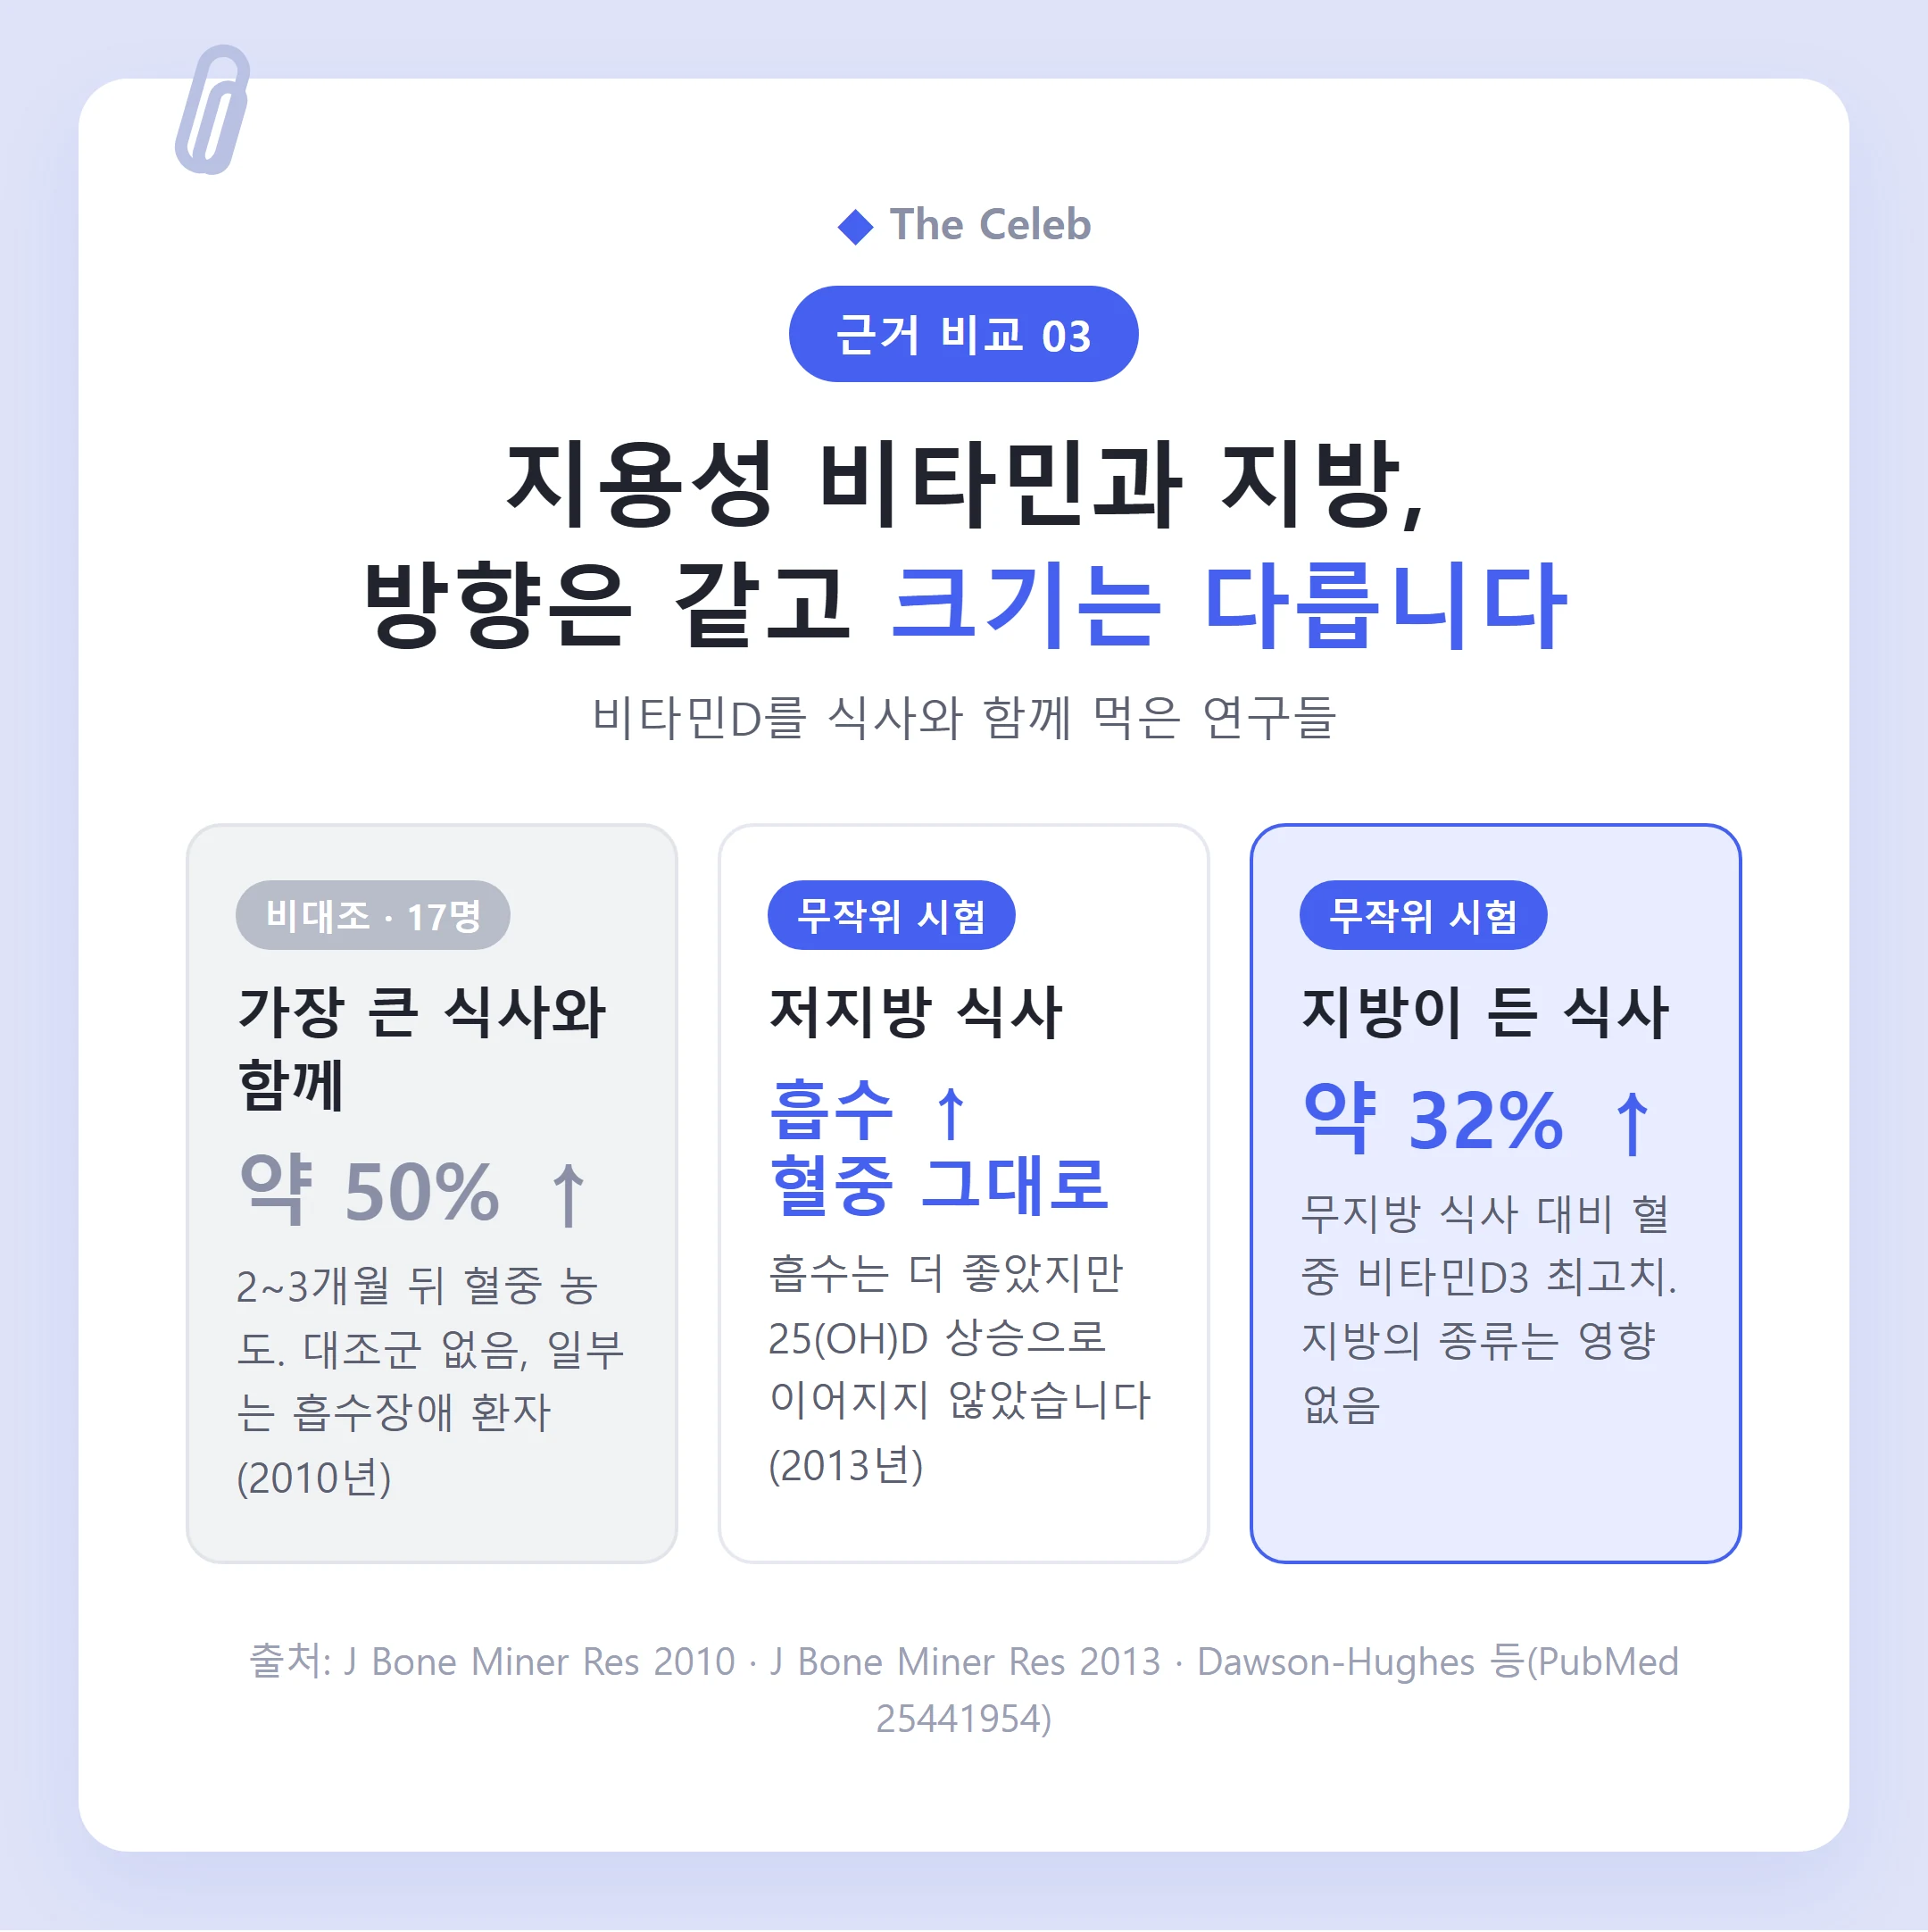 The Celeb
근거 비교 03
지용성 비타민과 지방,
방향은 같고 크기는 다릅니다
비타민D를 식사와 함께 먹은 연구들
비대조 · 17명
가장 큰 식사와
함께
약 50% ↑
2~3개월 뒤 혈중 농
도. 대조군 없음, 일부
는 흡수장애 환자
(2010년)
무작위 시험
저지방 식사
흡수 ↑
혈중 그대로
흡수는 더 좋았지만
25(OH)D 상승으로
이어지지 않았습니다
(2013년)
무작위 시험
지방이 든 식사
약 32% ↑
무지방 식사 대비 혈
중 비타민D3 최고치.
지방의 종류는 영향
없음
출처: J Bone Miner Res 2010 · J Bone Miner Res 2013 · Dawson-Hughes 등(PubMed
25441954)